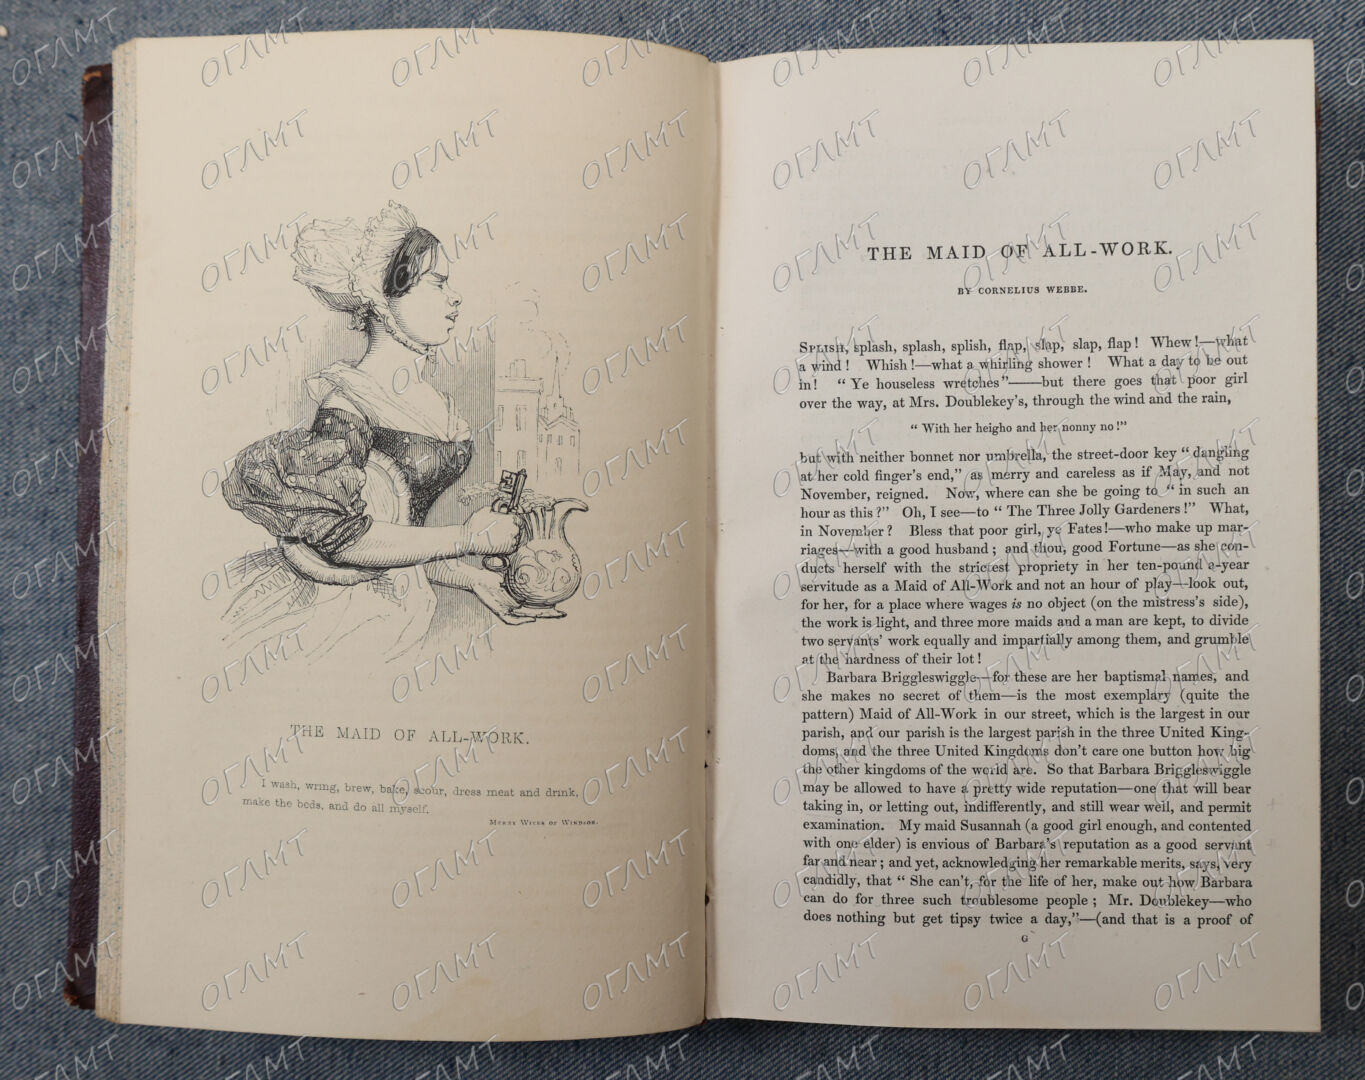 THE MAID OF ALL-WORK.
I wash, wring, brew, bake, scour, dress meat and drink,
make the beds, and do all myself.
Merry Wives of Windsor.
THE MAID OF ALL-WORK.
BY CORNELIUS WEBBE.
Splish, splash, splash, splish, flap, slap, slap, flap! Whew!—what
a wind! Whish!—what a whirling shower! What a day to be out
in! "Ye houseless wretches"——but there goes that poor girl
over the way, at Mrs. Doublekey's, through the wind and the rain,
"With her heigho and her nonny no!"
but with neither bonnet nor umbrella, the street-door key "dangling
at her cold finger's end," as merry and careless as if May, and not
November, reigned. Now, where can she be going to "in such an
hour as this?" Oh, I see—to "The Three Jolly Gardeners!" What,
in November? Bless that poor girl, ye Fates!—who make up mar-
riages—with a good husband; and thou, good Fortune—as she con-
ducts herself with the strictest propriety in her ten-pound a-year
servitude as a Maid of All-Work and not an hour of play—look out,
for her, for a place where wages is no object (on the mistress's side),
the work is light, and three more maids and a man are kept, to divide
two servants' work equally and impartially among them, and grumble
at the hardness of their lot!
Barbara Briggleswiggle—for these are her baptismal names, and
she makes no secret of them—is the most exemplary (quite the
pattern) Maid of All-Work in our street, which is the largest in our
parish, and our parish is the largest parish in the three United King-
doms, and the three United Kingdoms don't care one button how big
the other kingdoms of the world are. So that Barbara Briggleswiggle
may be allowed to have a pretty wide reputation—one that will bear
taking in, or letting out, indifferently, and still wear well, and permit
examination. My maid Susannah (a good girl enough, and contented
with one elder) is envious of Barbara's reputation as a good servant
far and near; and yet, acknowledging her remarkable merits, says, very
candidly, that "She can't, for the life of her, make out how Barbara
can do for three such troublesome people; Mr. Doublekey—who
does nothing but get tipsy twice a day,"—(and that is a proof of
G